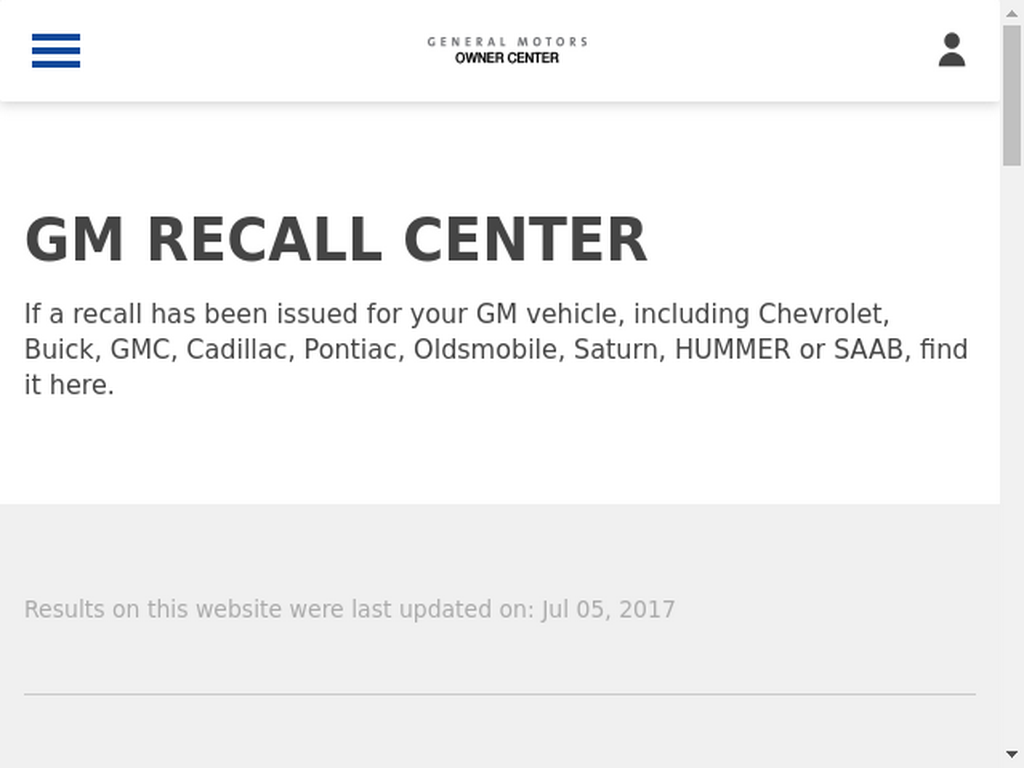 GENERAL MOTORS
OWNER CENTER
GM RECALL CENTER
If a recall has been issued for your GM vehicle, including Chevrolet,
Buick, GMC, Cadillac, Pontiac, Oldsmobile, Saturn, HUMMER or SAAB, find
it here.
Results on this website were last updated on: Jul 05, 2017